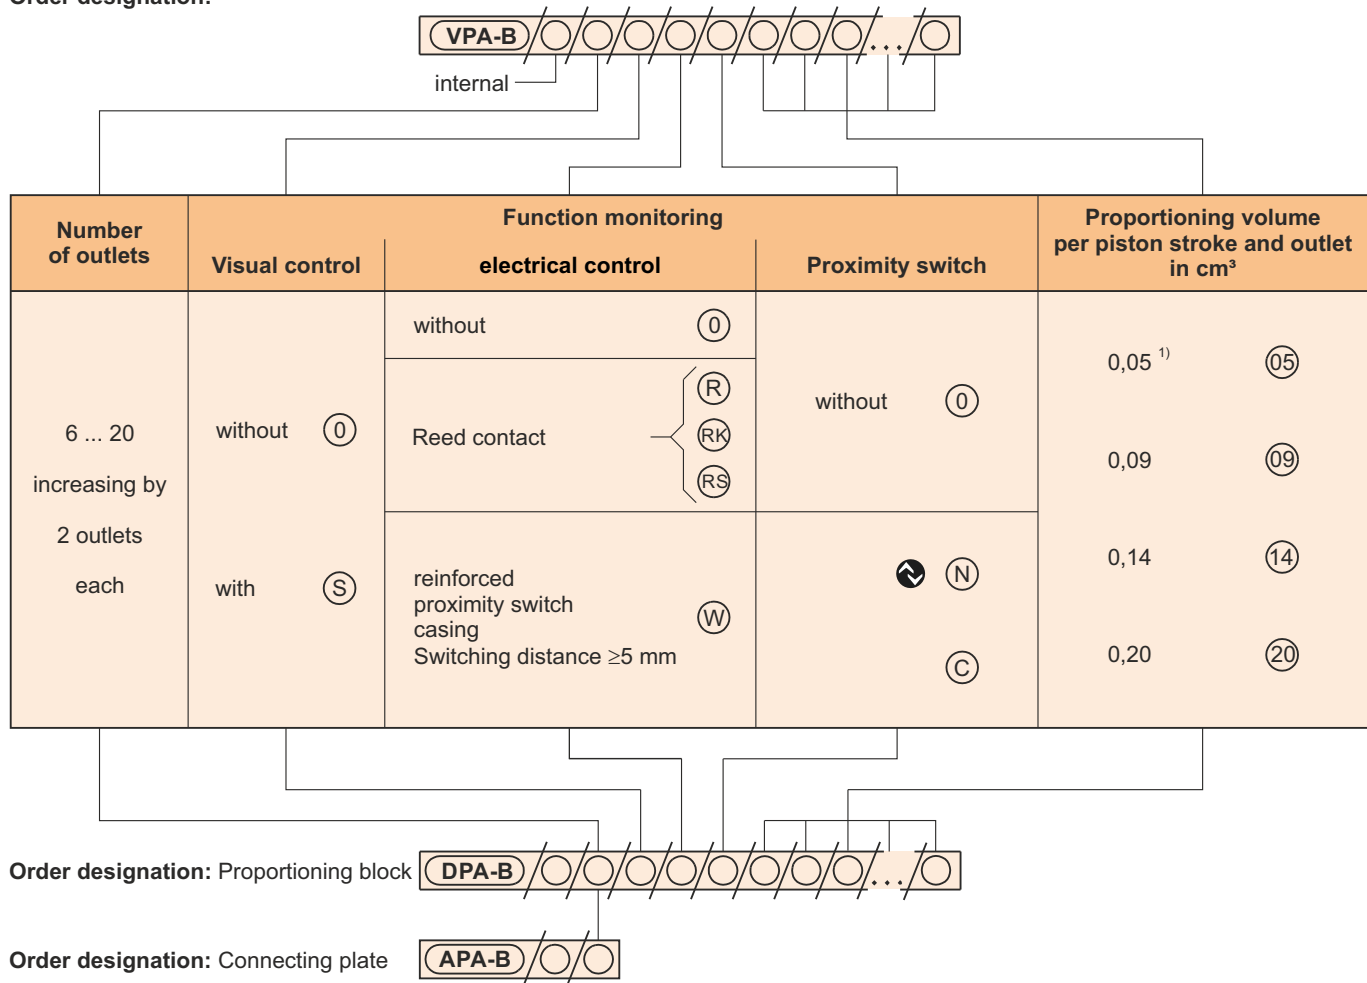 Order designation:
VPA-B / / / / / / / / /.../
internal
Number
of outlets
Function monitoring
Visual control
electrical control
Proximity switch
Proportioning volume
per piston stroke and outlet
in cm³
6 ... 20
increasing by
2 outlets
each
without 0
with S
without 0
Reed contact
R
RK
RS
reinforced
proximity switch
casing
Switching distance ≥5 mm
W
without 0
N
C
0,05 1) 05
0,09 09
0,14 14
0,20 20
Order designation: Proportioning block DPA-B / / / / / / / / /.../
Order designation: Connecting plate APA-B / /